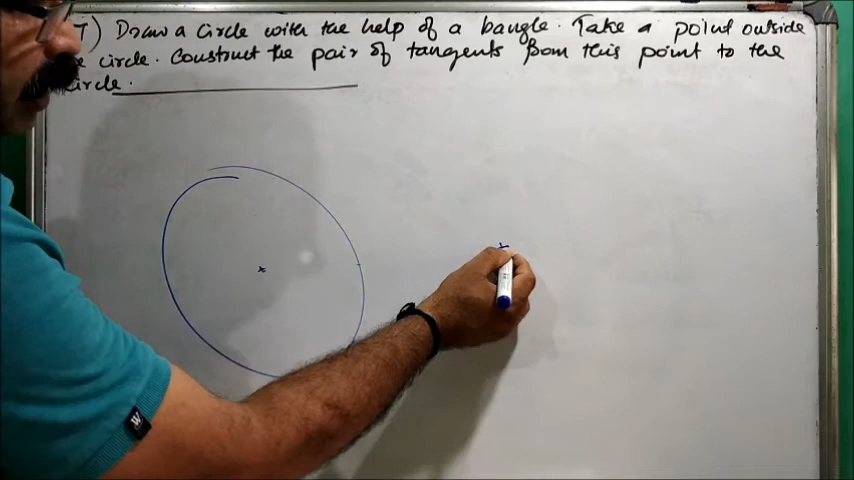 7) Draw a Circle with the help of a bangle. Take a point outside
circle. Construct the pair of tangents from this point to the
circle.
W